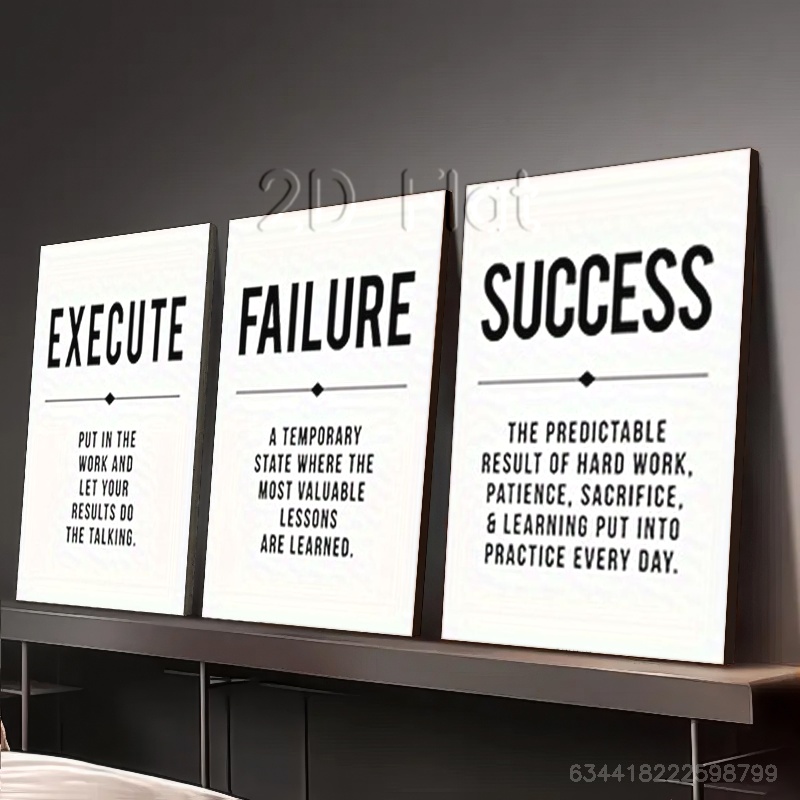 2D Flat
EXECUTE
PUT IN THE
WORK AND
LET YOUR
RESULTS DO
THE TALKING.
FAILURE
A TEMPORARY
STATE WHERE THE
MOST VALUABLE
LESSONS
ARE LEARNED.
SUCCESS
THE PREDICTABLE
RESULT OF HARD WORK,
PATIENCE, SACRIFICE,
& LEARNING PUT INTO
PRACTICE EVERY DAY.
634418222598799